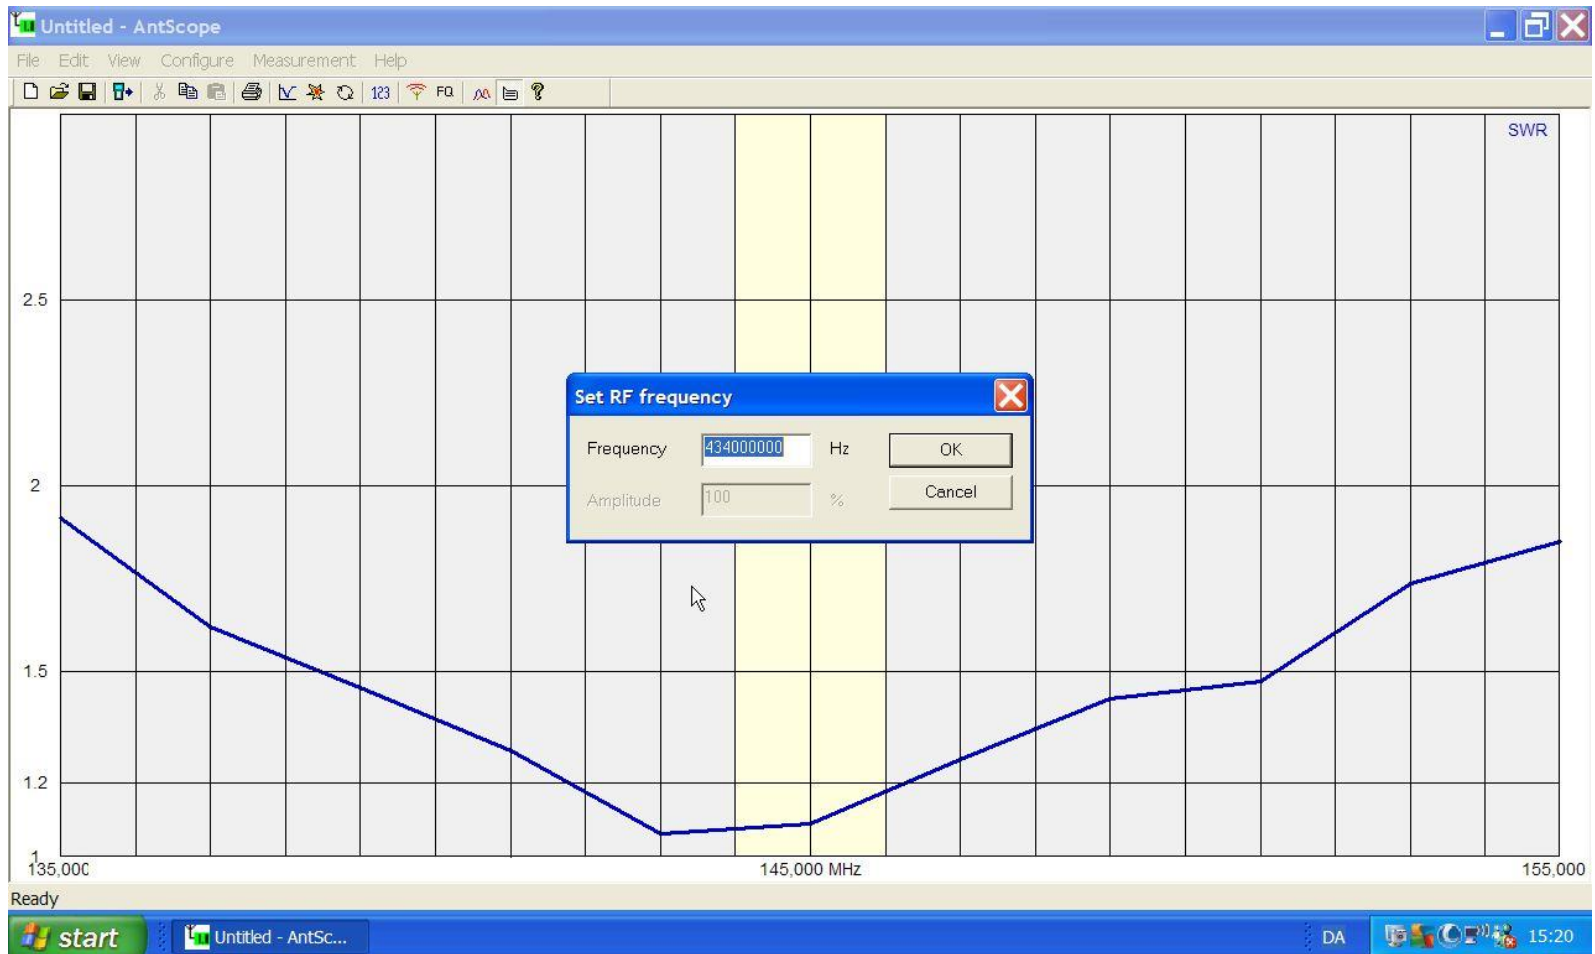 Untitled - AntScope
File Edit View Configure Measurement Help
123 FQ
SWR
2.5
Set RF frequency
Frequency 434000000 Hz OK
2
Amplitude 100 % Cancel
1.5
1.2
1
135,000 145,000 MHz 155,000
Ready
start Untitled - AntSc... DA 15:20